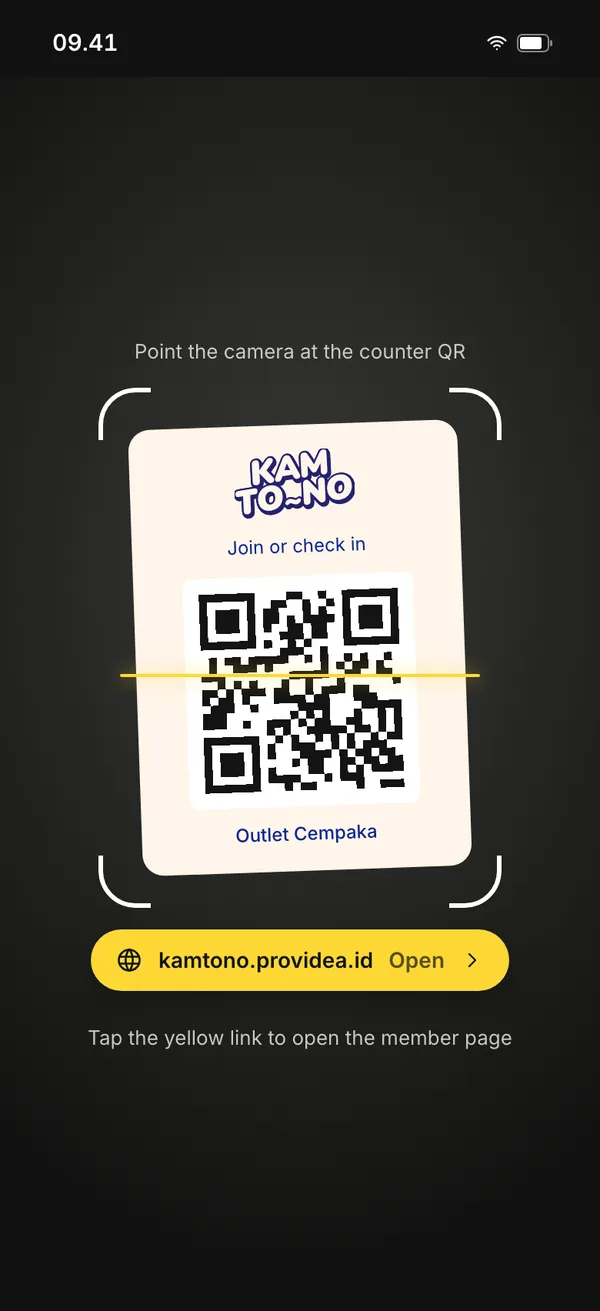 09.41
Point the camera at the counter QR
KAM
TO~NO
Join or check in
Outlet Cempaka
kamtono.providea.id Open
Tap the yellow link to open the member page